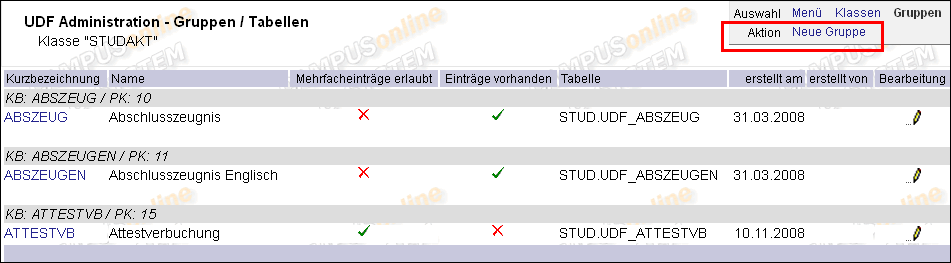 UDF Administration - Gruppen / Tabellen
Klasse "STUDAKT"
Auswahl Menü Klassen Gruppen
Aktion Neue Gruppe
Kurzbezeichnung Name Mehrfacheinträge erlaubt Einträge vorhanden Tabelle erstellt am erstellt von Bearbeitung
KB: ABSZEUG / PK: 10
ABSZEUG Abschlusszeugnis STUD.UDF_ABSZEUG 31.03.2008
KB: ABSZEUGEN / PK: 11
ABSZEUGEN Abschlusszeugnis Englisch STUD.UDF_ABSZEUGEN 31.03.2008
KB: ATTESTVB / PK: 15
ATTESTVB Attestverbuchung STUD.UDF_ATTESTVB 10.11.2008